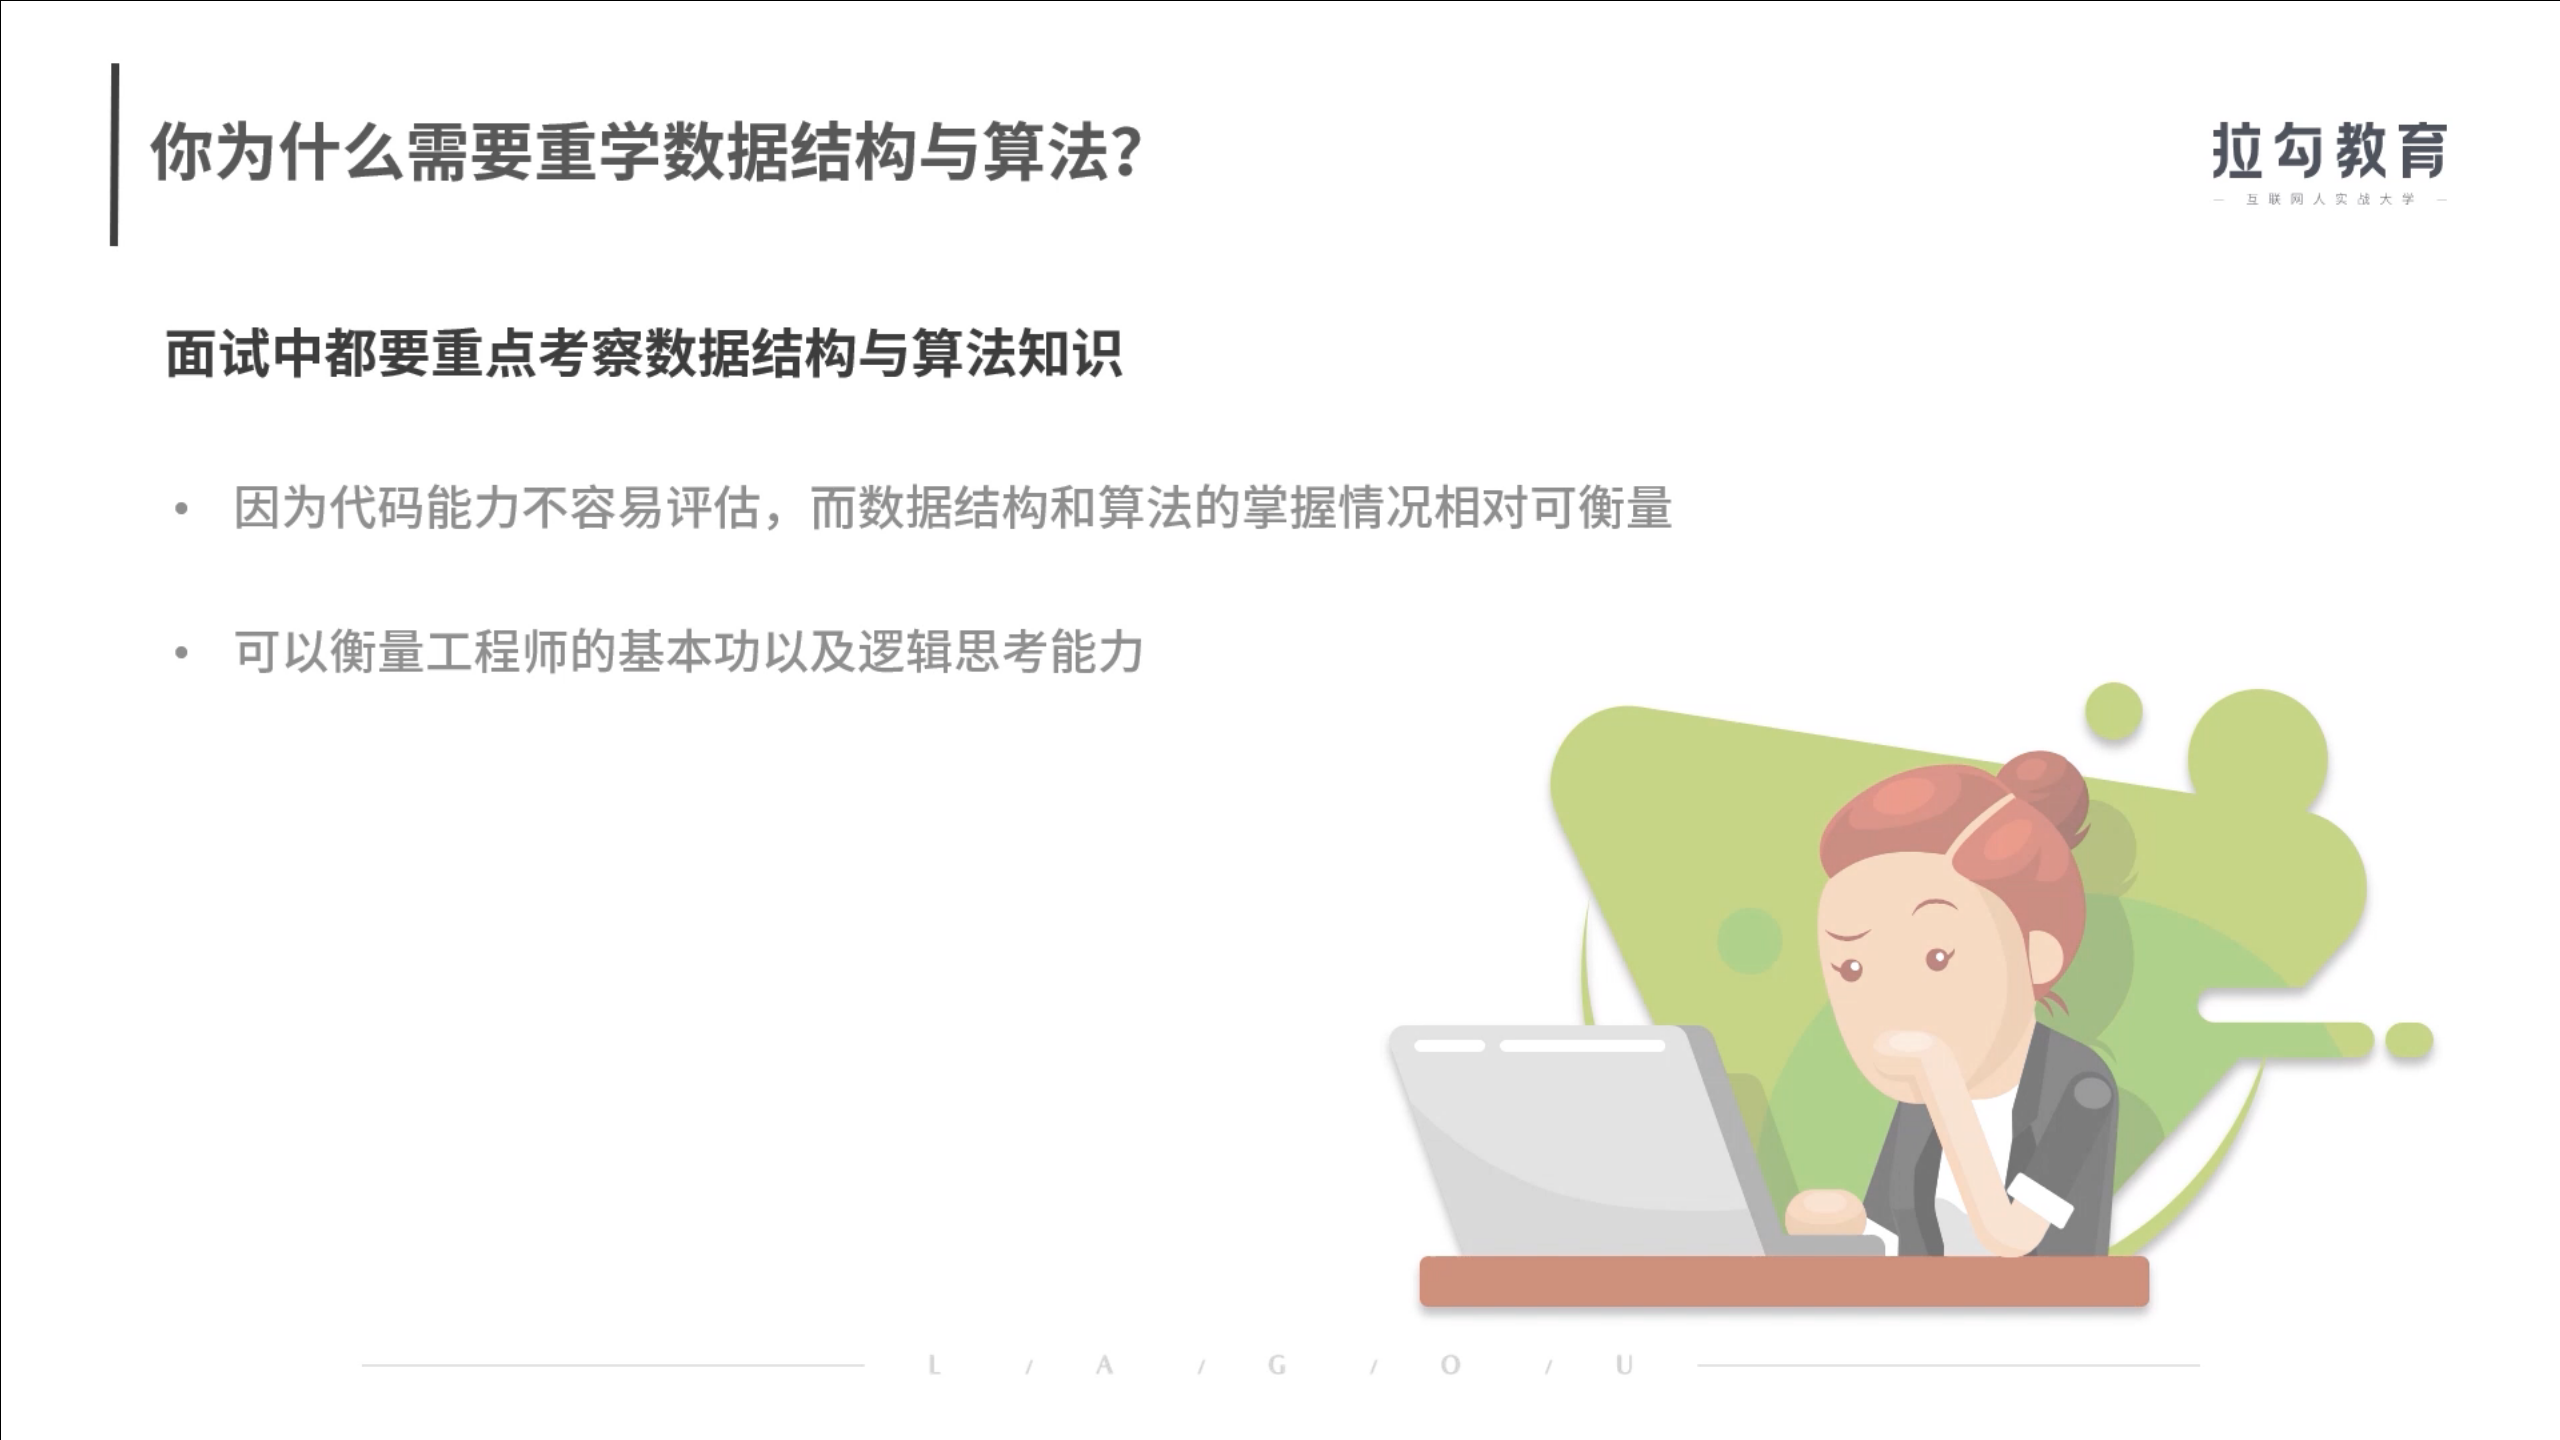 你为什么需要重学数据结构与算法？
拉勾教育
— 互联网人实战大学 —
面试中都要重点考察数据结构与算法知识
• 因为代码能力不容易评估，而数据结构和算法的掌握情况相对可衡量
• 可以衡量工程师的基本功以及逻辑思考能力
L / A / G / O / U